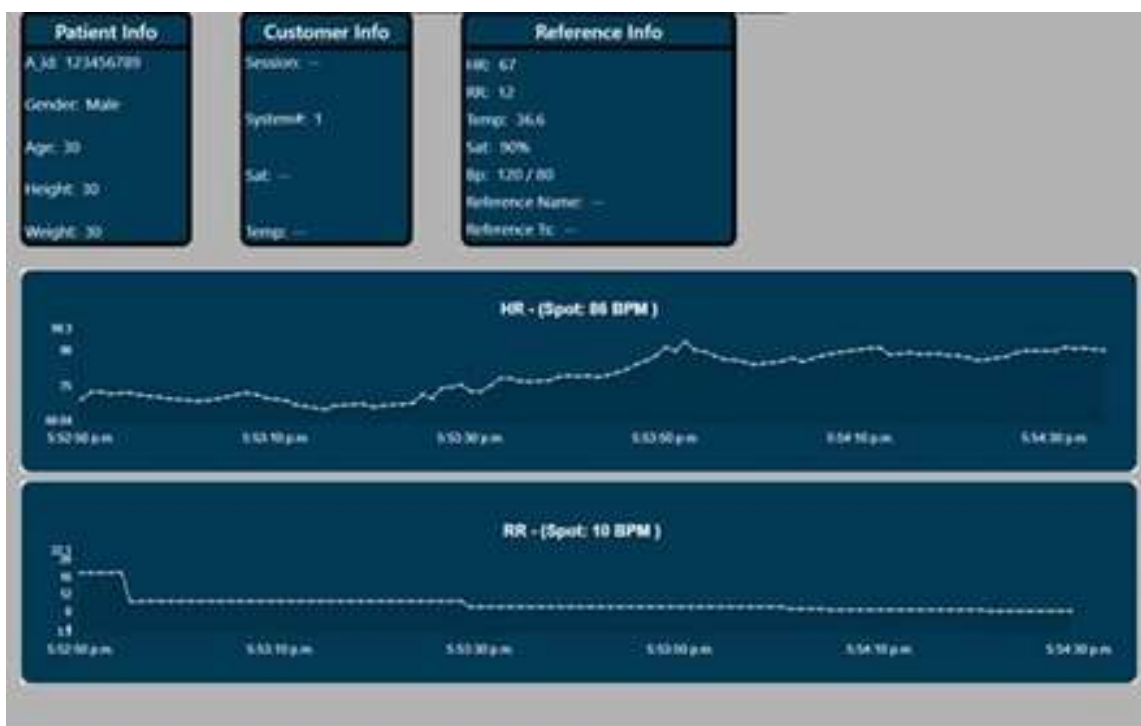 Patient Info
A_Id: 123456789
Gender: Male
Age: 30
Height: 30
Weight: 30
Customer Info
Session: --
System#: 1
Sat: --
Temp: --
Reference Info
HR: 67
RR: 12
Temp: 36.6
Sat: 90%
Bp: 120 / 80
Reference Name: --
Reference Tc: --
HR - (Spot: 86 BPM )
90
75
5:52:50 p.m.
5:53:10 p.m.
5:53:30 p.m.
5:53:50 p.m.
5:54:10 p.m.
5:54:30 p.m.
RR - (Spot: 10 BPM )
16
12
8
5:52:50 p.m.
5:53:10 p.m.
5:53:30 p.m.
5:53:50 p.m.
5:54:10 p.m.
5:54:30 p.m.